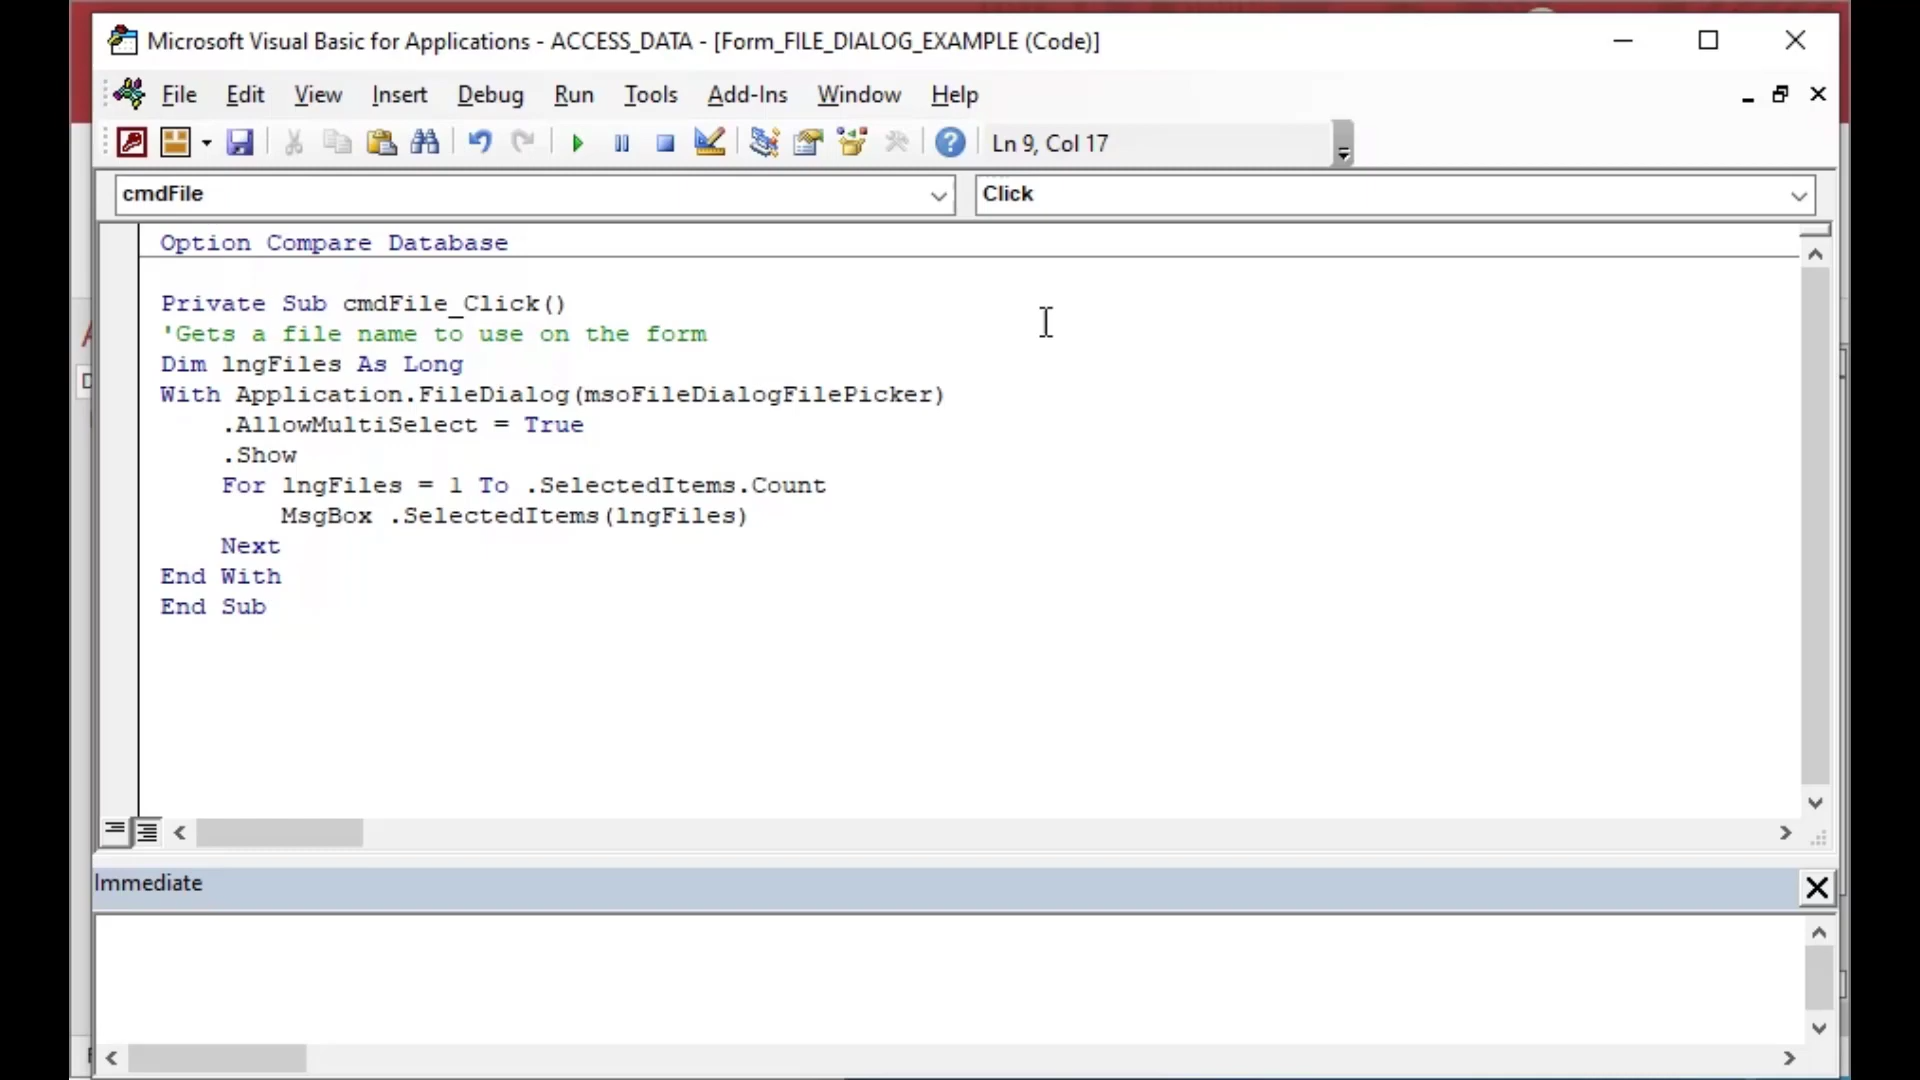 Microsoft Visual Basic for Applications - ACCESS_DATA - [Form_FILE_DIALOG_EXAMPLE (Code)]
File Edit View Insert Debug Run Tools Add-Ins Window Help
Ln 9, Col 17
cmdFile Click
Option Compare Database
Private Sub cmdFile_Click()
'Gets a file name to use on the form
Dim lngFiles As Long
With Application.FileDialog(msoFileDialogFilePicker)
    .AllowMultiSelect = True
    .Show
    For lngFiles = 1 To .SelectedItems.Count
        MsgBox .SelectedItems(lngFiles)
    Next
End With
End Sub
Immediate